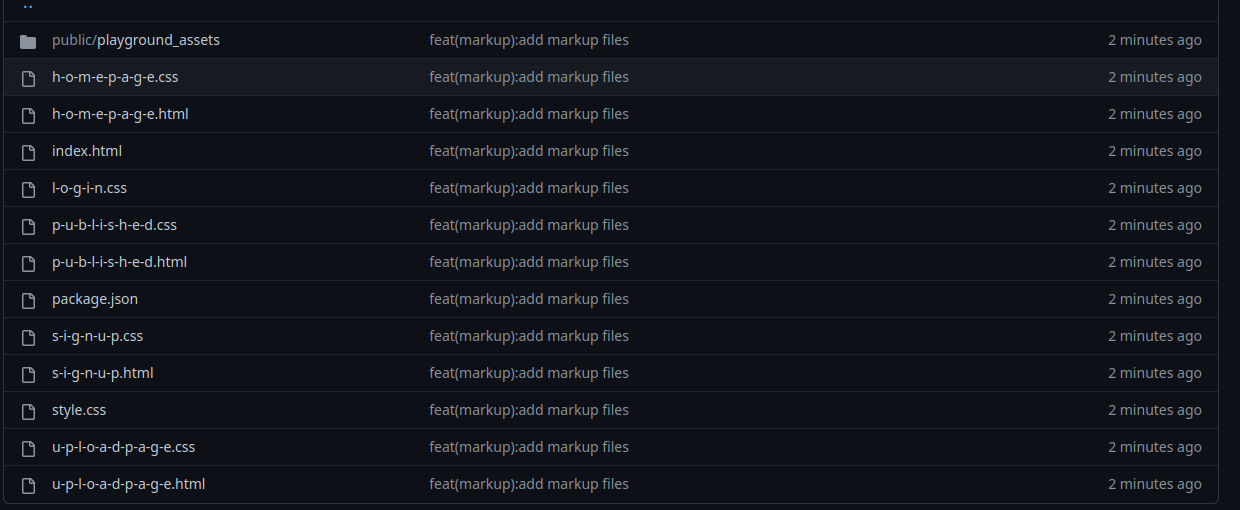 ..
public/playground_assets feat(markup):add markup files 2 minutes ago
h-o-m-e-p-a-g-e.css feat(markup):add markup files 2 minutes ago
h-o-m-e-p-a-g-e.html feat(markup):add markup files 2 minutes ago
index.html feat(markup):add markup files 2 minutes ago
l-o-g-i-n.css feat(markup):add markup files 2 minutes ago
p-u-b-l-i-s-h-e-d.css feat(markup):add markup files 2 minutes ago
p-u-b-l-i-s-h-e-d.html feat(markup):add markup files 2 minutes ago
package.json feat(markup):add markup files 2 minutes ago
s-i-g-n-u-p.css feat(markup):add markup files 2 minutes ago
s-i-g-n-u-p.html feat(markup):add markup files 2 minutes ago
style.css feat(markup):add markup files 2 minutes ago
u-p-l-o-a-d-p-a-g-e.css feat(markup):add markup files 2 minutes ago
u-p-l-o-a-d-p-a-g-e.html feat(markup):add markup files 2 minutes ago